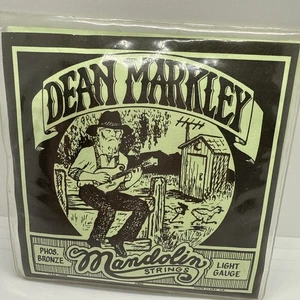 DEAN MARKLEY
PHOS.
BRONZE
Mandolin
STRINGS
LIGHT
GAUGE